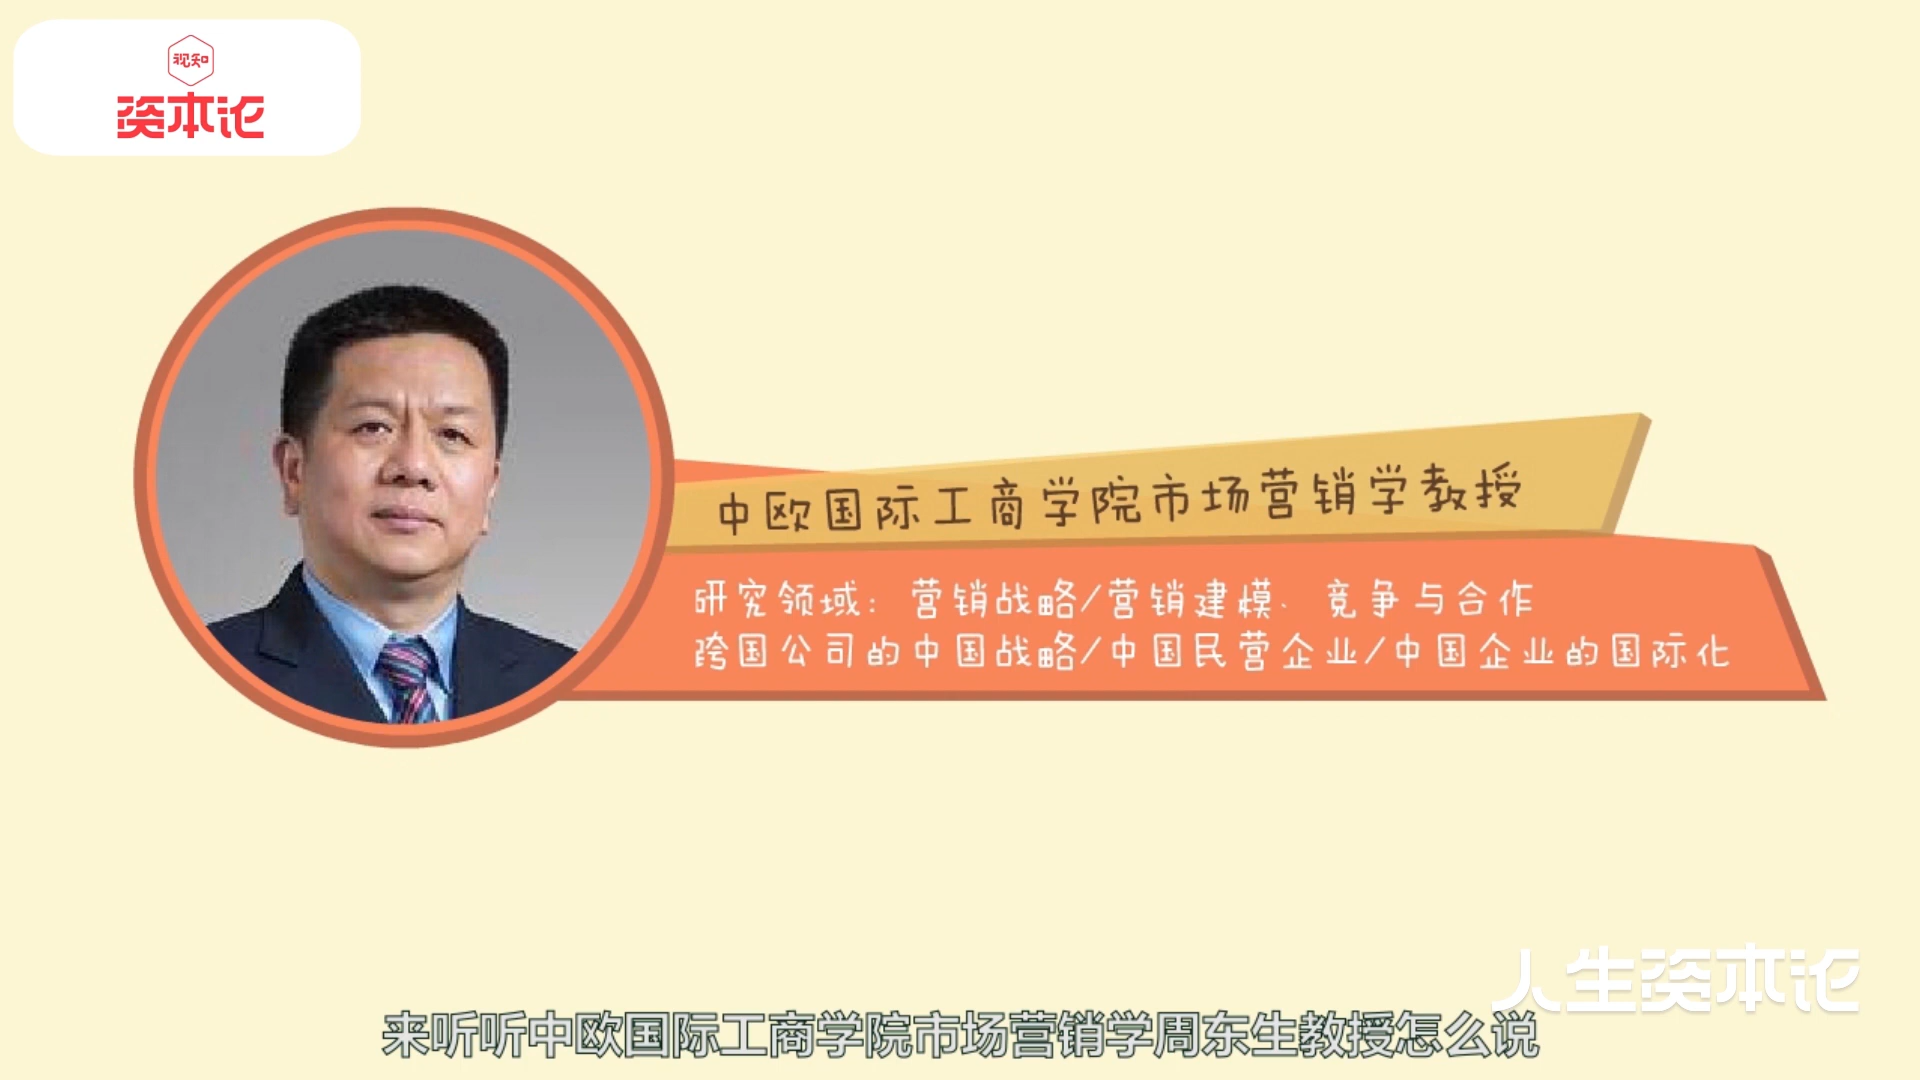 视知
资本论
中欧国际工商学院市场营销学教授
研究领域：营销战略/营销建模、竞争与合作
跨国公司的中国战略/中国民营企业/中国企业的国际化
人生资本论
来听听中欧国际工商学院市场营销学周东生教授怎么说